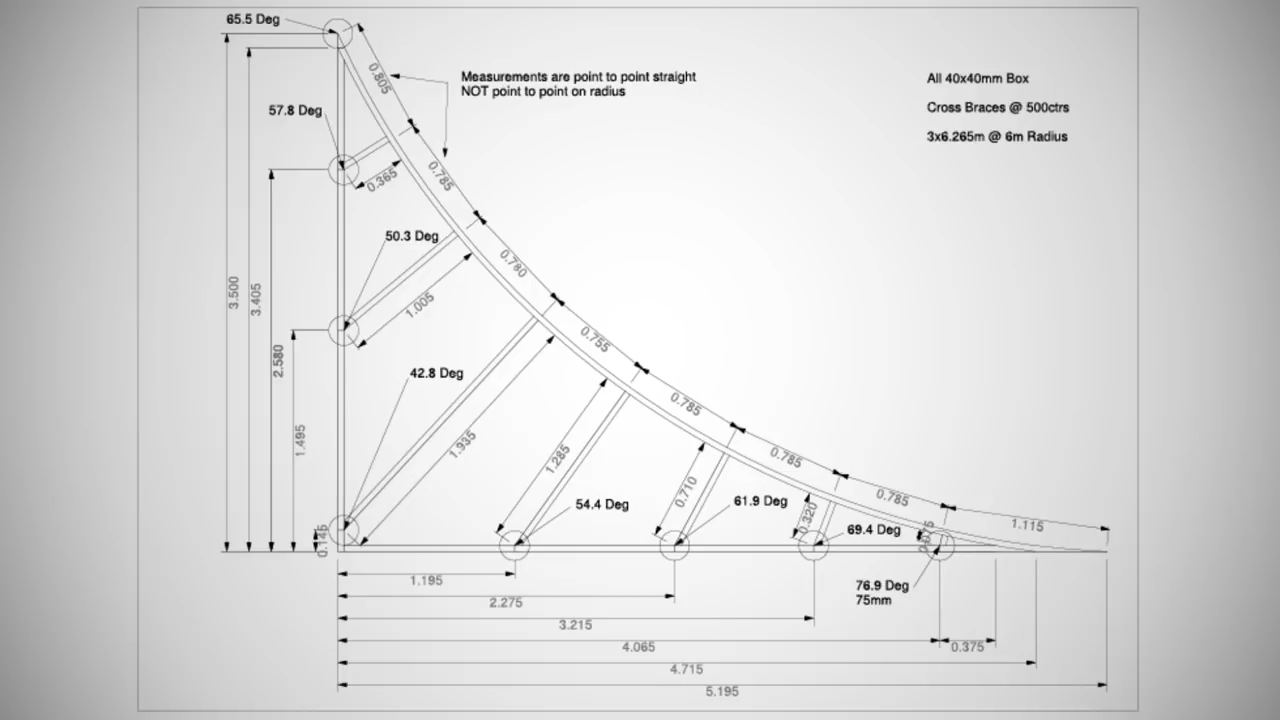 65.5 Deg
0.805
Measurements are point to point straight
NOT point to point on radius
All 40x40mm Box
Cross Braces @ 500ctrs
3x6.265m @ 6m Radius
57.8 Deg
0.365
0.785
50.3 Deg
0.780
3.500
3.405
1.005
2.580
0.755
42.8 Deg
0.785
1.495
1.935
1.285
0.785
0.710
0.785
54.4 Deg
61.9 Deg
0.320
69.4 Deg
1.115
0.145
0.075
76.9 Deg
75mm
1.195
2.275
3.215
4.065
0.375
4.715
5.195